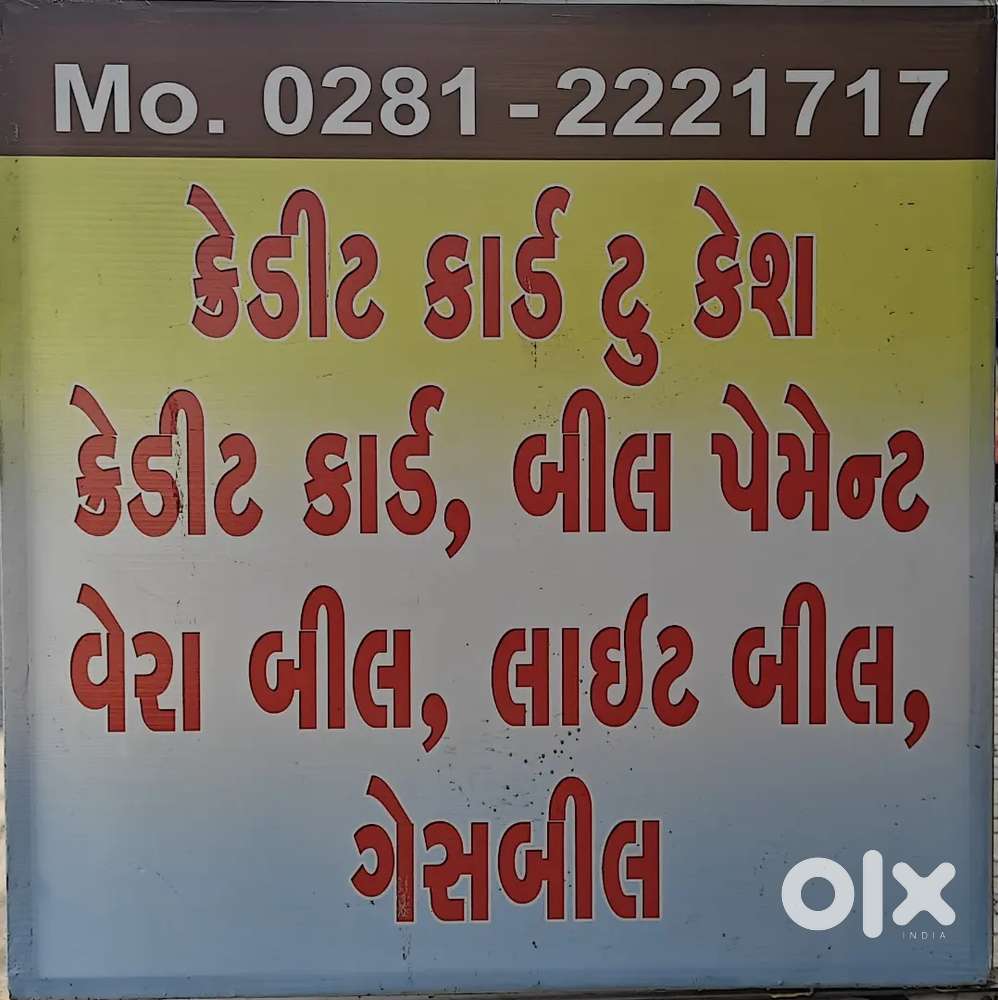 Mo. 0281-2221717
ક્રેડીટ કાર્ડ ટુ કેશ
ક્રેડીટ કાર્ડ, બીલ પેમેન્ટ
વેરા બીલ, લાઇટ બીલ,
ગેસબીલ
olx
INDIA